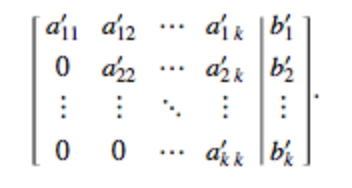 a′₁₁ a′₁₂ ⋯ a′₁ₖ b′₁
0 a′₂₂ ⋯ a′₂ₖ b′₂
⋮ ⋮ ⋱ ⋮ ⋮
0 0 ⋯ a′ₖₖ b′ₖ .